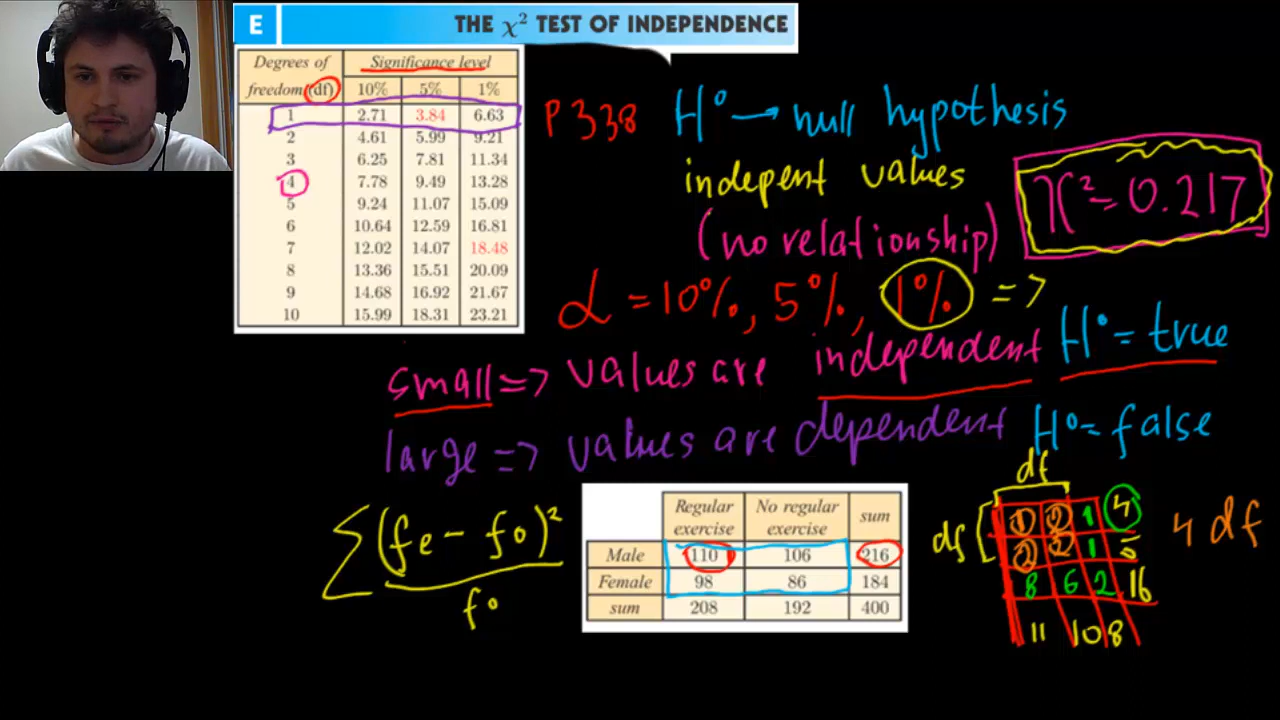 E THE χ² TEST OF INDEPENDENCE
Degrees of freedom (df) Significance level
10% 5% 1%
1 2.71 3.84 6.63
2 4.61 5.99 9.21
3 6.25 7.81 11.34
4 7.78 9.49 13.28
5 9.24 11.07 15.09
6 10.64 12.59 16.81
7 12.02 14.07 18.48
8 13.36 15.51 20.09
9 14.68 16.92 21.67
10 15.99 18.31 23.21
P 338 H° → null hypothesis
indepent values
(no relationship)
χ² = 0.217
α = 10%, 5%, 1% =>
small => values are independent H° = true
large => values are dependent H° = false
Σ (fe - fo)²
fo
Regular exercise No regular exercise sum
Male 110 106 216
Female 98 86 184
sum 208 192 400
df
df 4 df
1 2 1 4
2 2 1
8 6 2 16
11 10 8